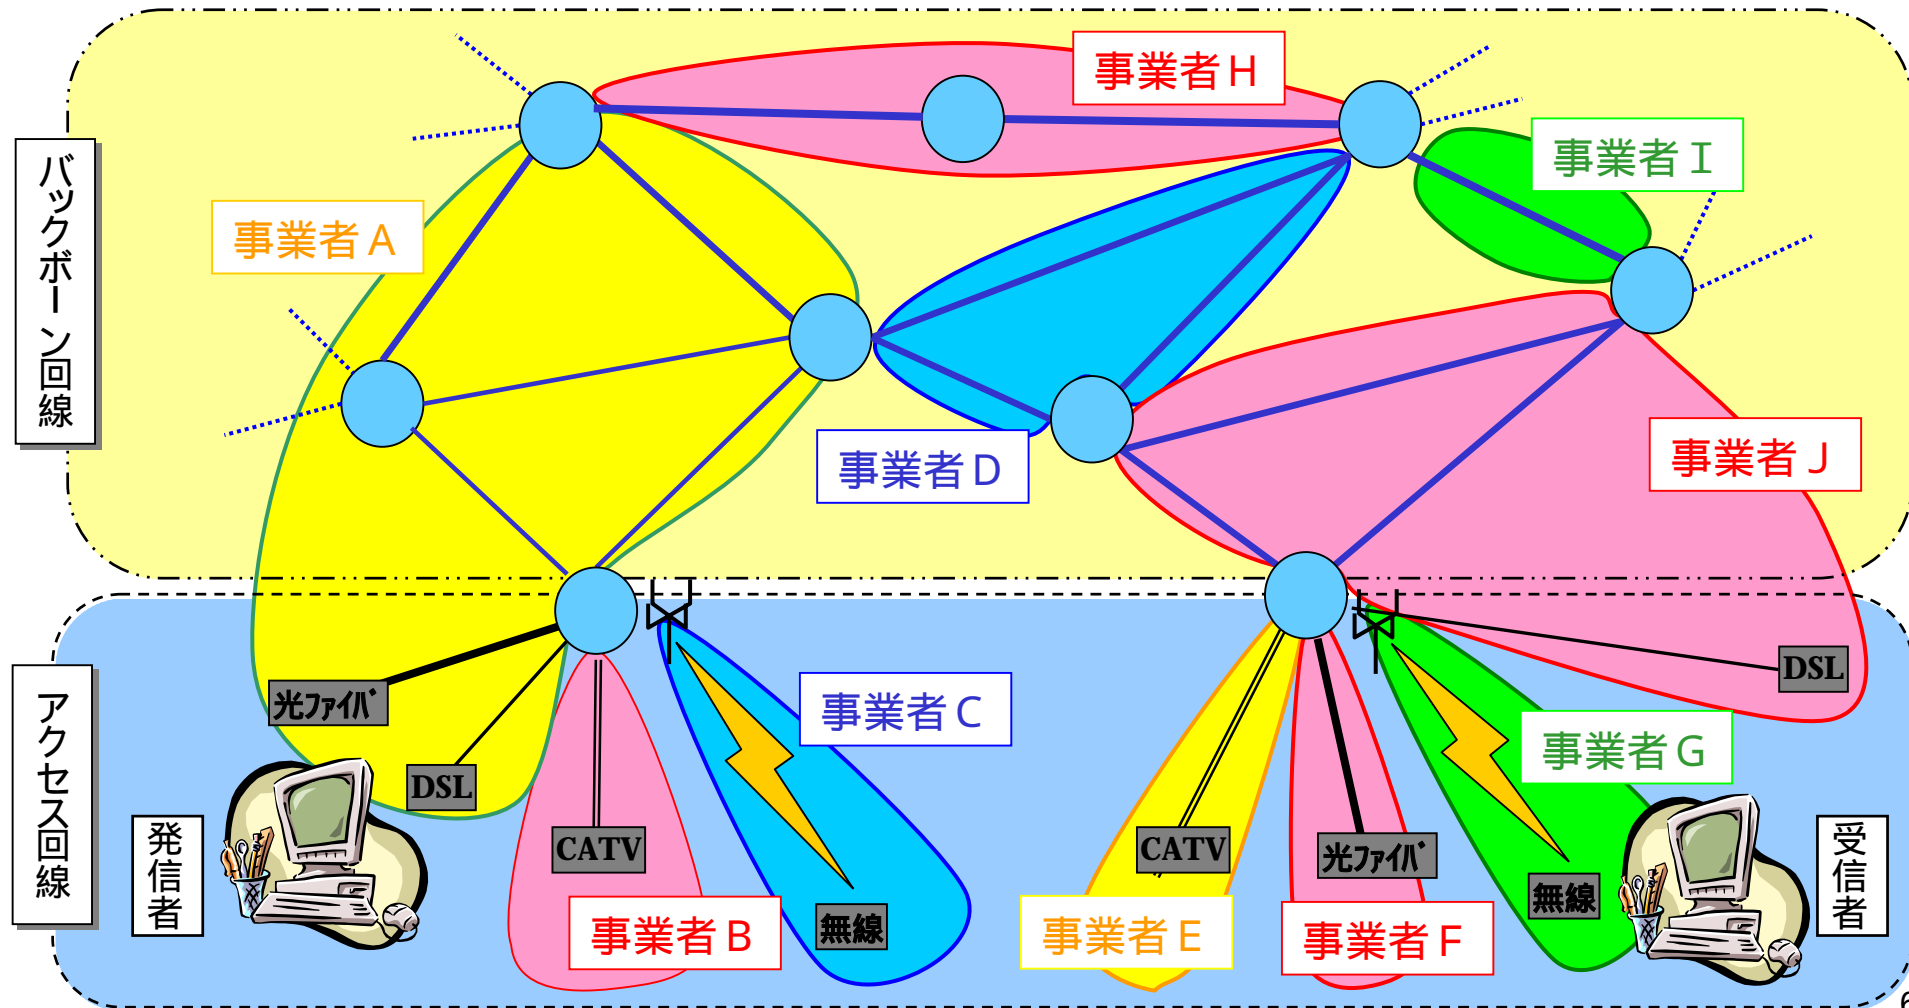 事業者H
事業者I
バックボーン回線
事業者A
事業者D
事業者J
アクセス回線
光ファイバ
DSL
DSL
事業者C
事業者G
発信者
CATV
CATV
光ファイバ
受信者
無線
無線
事業者B
事業者E
事業者F